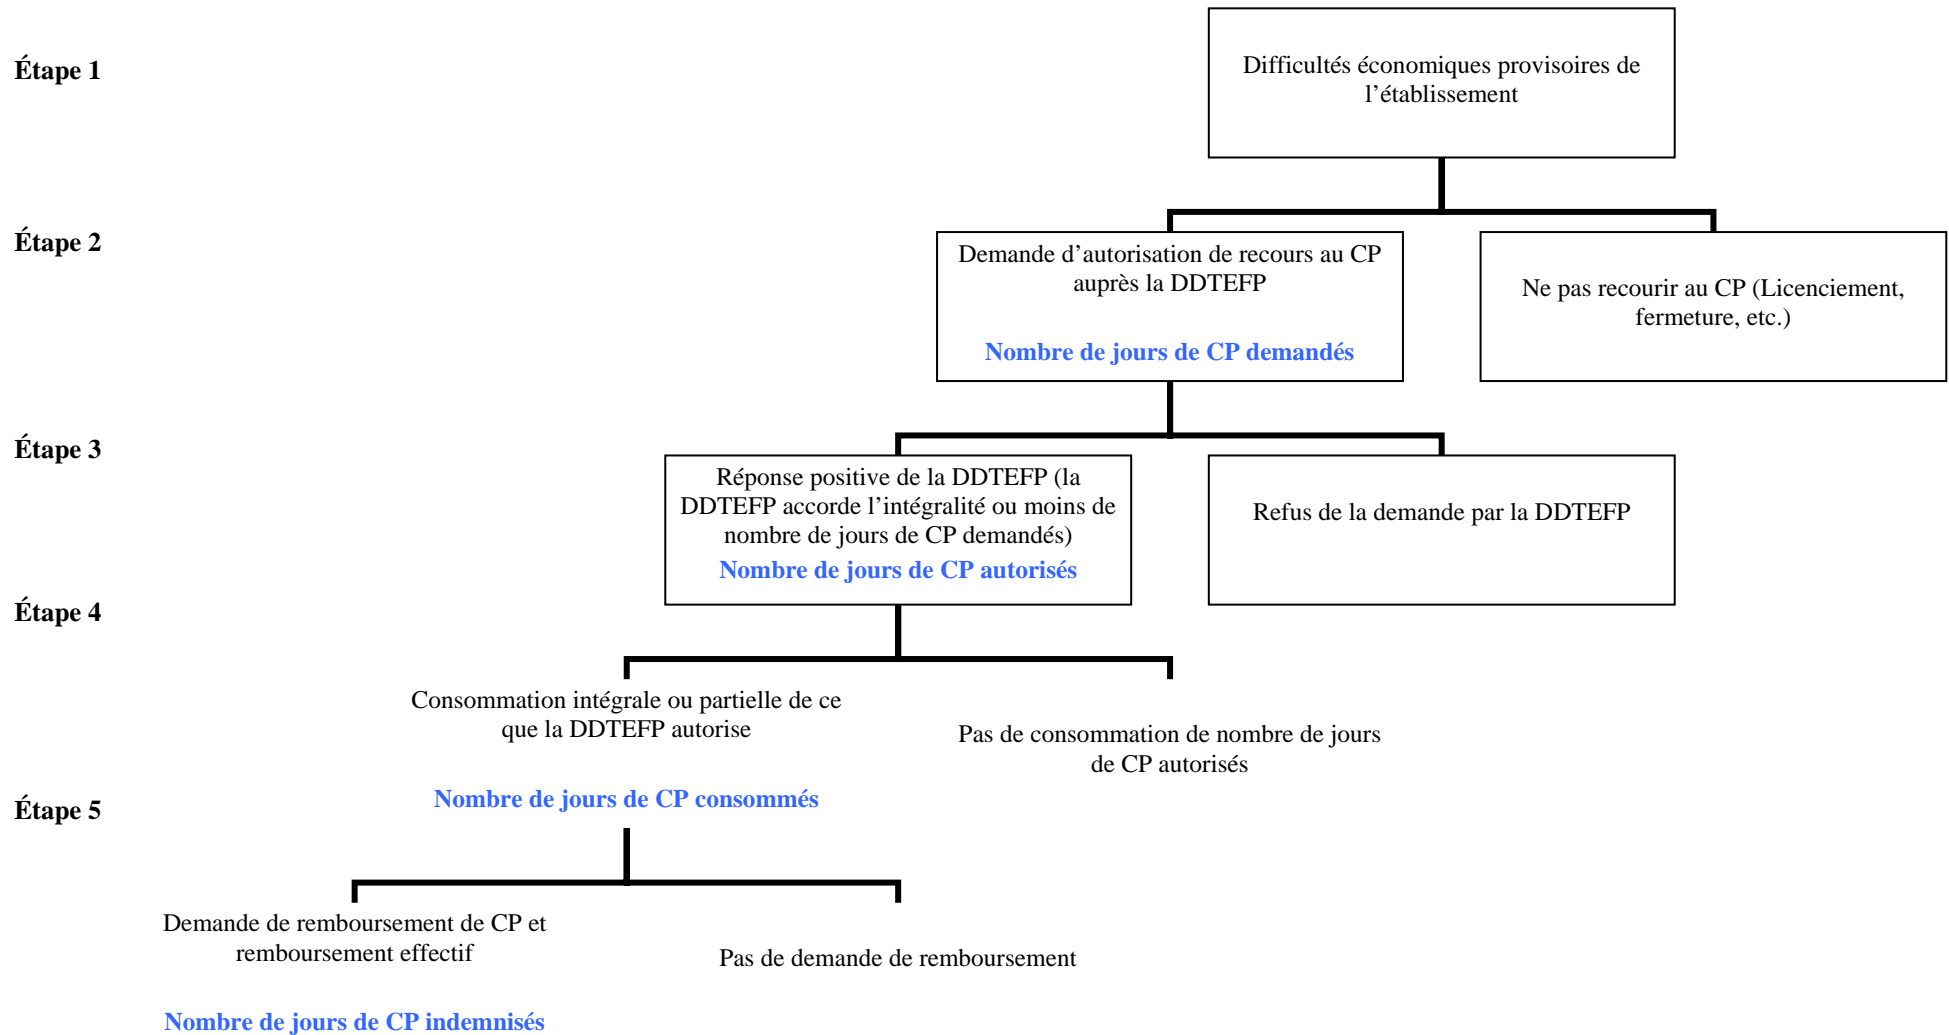 Étape 1
Difficultés économiques provisoires de
l’établissement
Étape 2
Demande d’autorisation de recours au CP
auprès la DDTEFP
Nombre de jours de CP demandés
Ne pas recourir au CP (Licenciement,
fermeture, etc.)
Étape 3
Réponse positive de la DDTEFP (la
DDTEFP accorde l’intégralité ou moins de
nombre de jours de CP demandés)
Nombre de jours de CP autorisés
Refus de la demande par la DDTEFP
Étape 4
Consommation intégrale ou partielle de ce
que la DDTEFP autorise
Nombre de jours de CP consommés
Pas de consommation de nombre de jours
de CP autorisés
Étape 5
Demande de remboursement de CP et
remboursement effectif
Nombre de jours de CP indemnisés
Pas de demande de remboursement